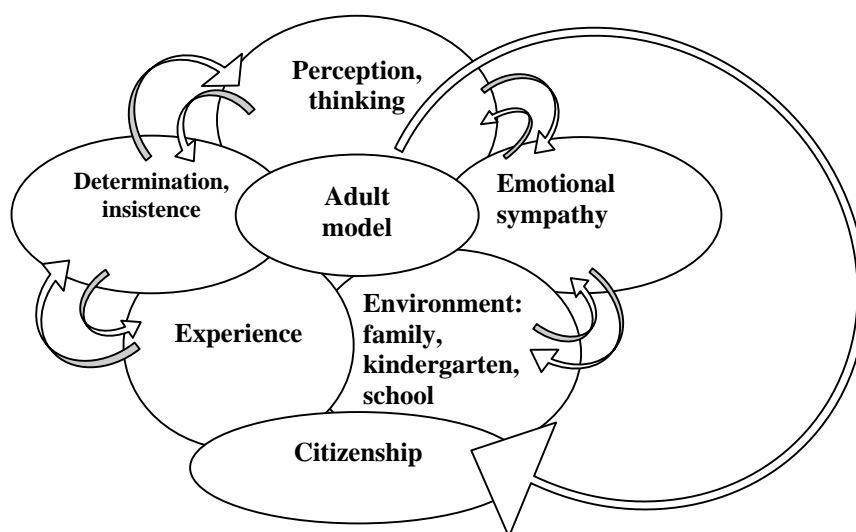 Perception,
thinking
Determination,
insistence
Adult
model
Emotional
sympathy
Experience
Environment:
family,
kindergarten,
school
Citizenship